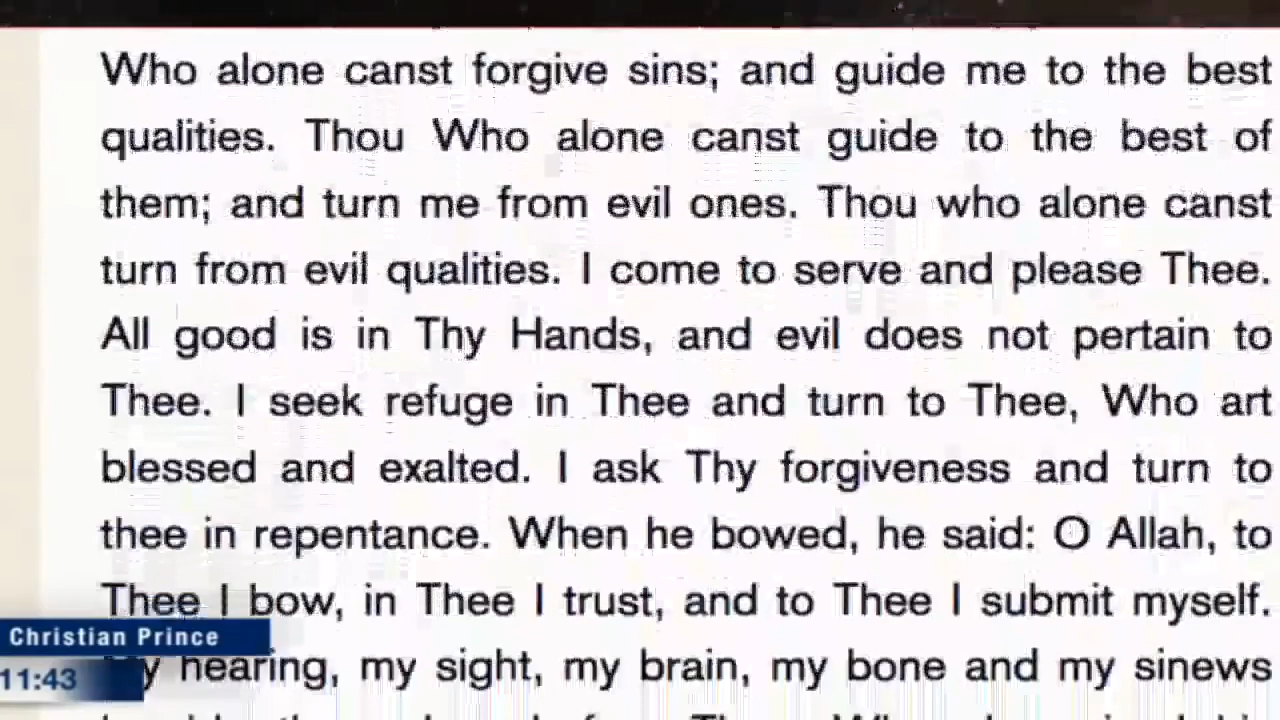 Who alone canst forgive sins; and guide me to the best
qualities. Thou Who alone canst guide to the best of
them; and turn me from evil ones. Thou who alone canst
turn from evil qualities. I come to serve and please Thee.
All good is in Thy Hands, and evil does not pertain to
Thee. I seek refuge in Thee and turn to Thee, Who art
blessed and exalted. I ask Thy forgiveness and turn to
thee in repentance. When he bowed, he said: O Allah, to
Thee I bow, in Thee I trust, and to Thee I submit myself.
Christian Prince
hearing, my sight, my brain, my bone and my sinews
11:43